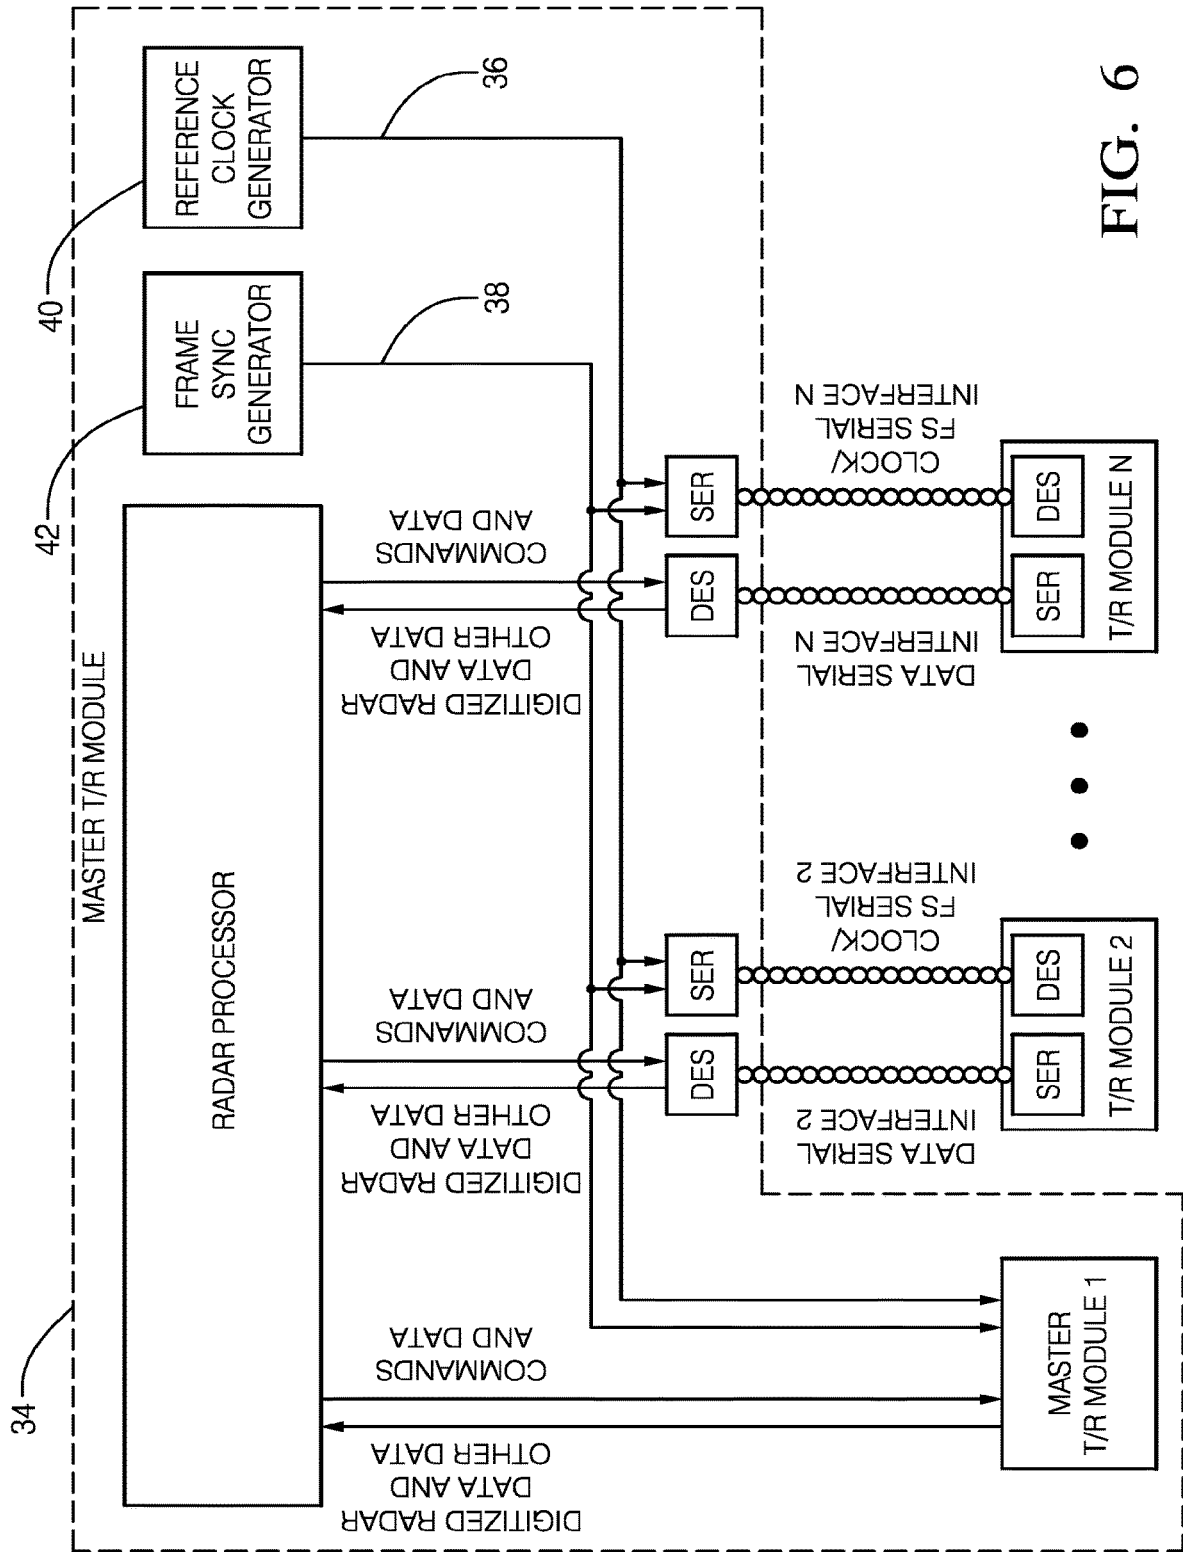 34
MASTER T/R MODULE
42
40
RADAR PROCESSOR
FRAME
SYNC
GENERATOR
REFERENCE
CLOCK
GENERATOR
DIGITIZED RADAR
DATA AND
OTHER DATA
COMMANDS
AND DATA
DIGITIZED RADAR
DATA AND
OTHER DATA
COMMANDS
AND DATA
DIGITIZED RADAR
DATA AND
OTHER DATA
COMMANDS
AND DATA
38
36
DES
SER
DES
SER
DATA SERIAL
INTERFACE 2
CLOCK/
FS SERIAL
INTERFACE 2
DATA SERIAL
INTERFACE N
CLOCK/
FS SERIAL
INTERFACE N
MASTER
T/R MODULE 1
SER
DES
T/R MODULE 2
SER
DES
T/R MODULE N
FIG. 6